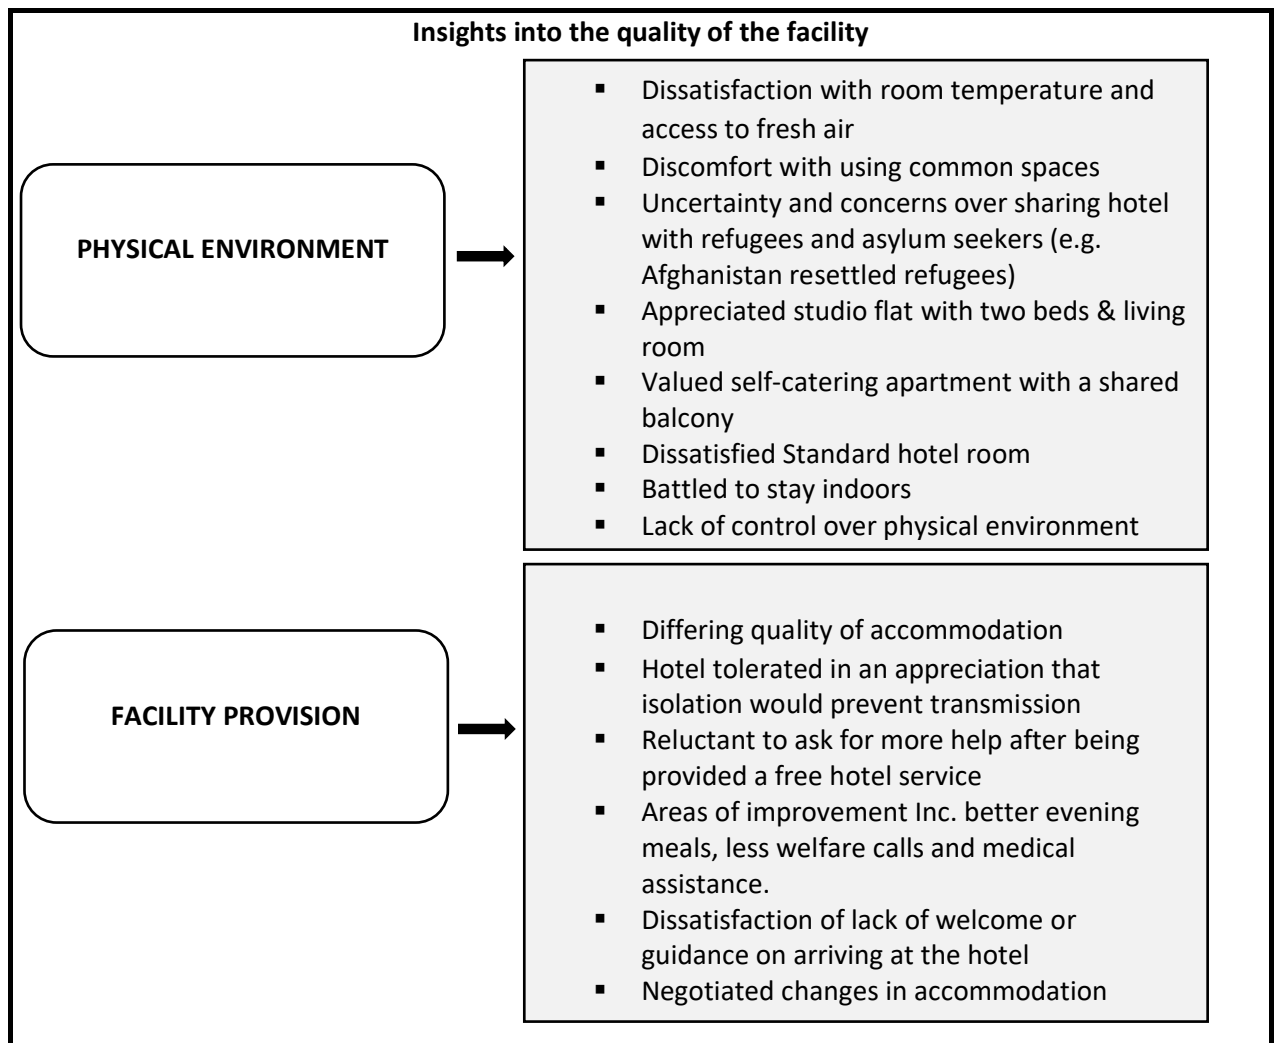 Insights into the quality of the facility
PHYSICAL ENVIRONMENT
▪ Dissatisfaction with room temperature and
access to fresh air
▪ Discomfort with using common spaces
▪ Uncertainty and concerns over sharing hotel
with refugees and asylum seekers (e.g.
Afghanistan resettled refugees)
▪ Appreciated studio flat with two beds & living
room
▪ Valued self-catering apartment with a shared
balcony
▪ Dissatisfied Standard hotel room
▪ Battled to stay indoors
▪ Lack of control over physical environment
FACILITY PROVISION
▪ Differing quality of accommodation
▪ Hotel tolerated in an appreciation that
isolation would prevent transmission
▪ Reluctant to ask for more help after being
provided a free hotel service
▪ Areas of improvement Inc. better evening
meals, less welfare calls and medical
assistance.
▪ Dissatisfaction of lack of welcome or
guidance on arriving at the hotel
▪ Negotiated changes in accommodation